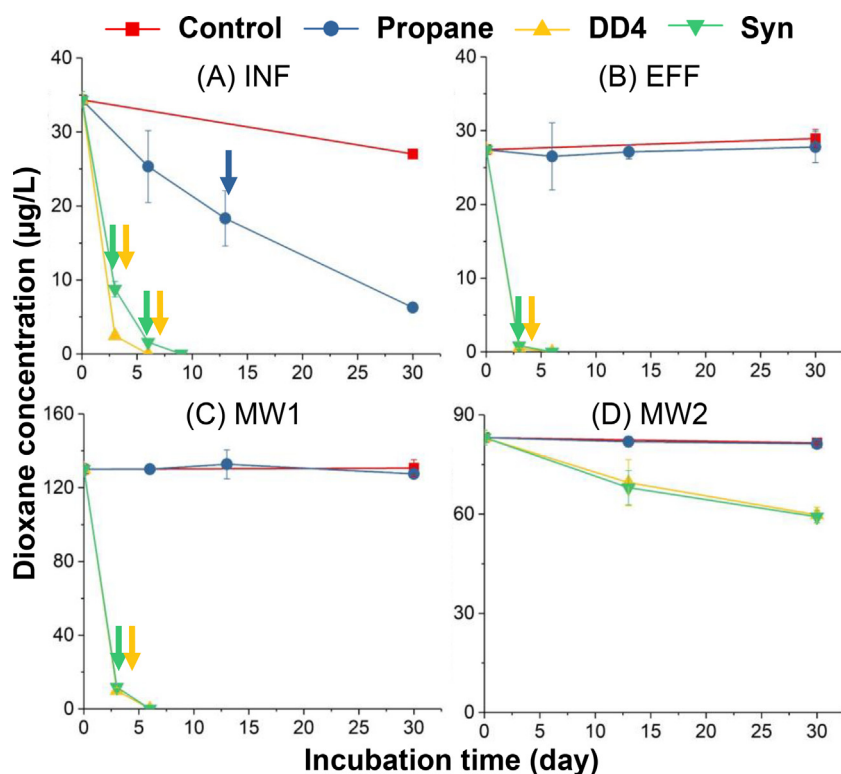 Control Propane DD4 Syn
(A) INF
(B) EFF
40
30
20
10
0
40
30
20
10
0
0 5 10 15 20 25 30
0 5 10 15 20 25 30
(C) MW1
(D) MW2
160
120
80
40
0
90
60
30
0
0 5 10 15 20 25 30
0 5 10 15 20 25 30
Dioxane concentration (µg/L)
Incubation time (day)